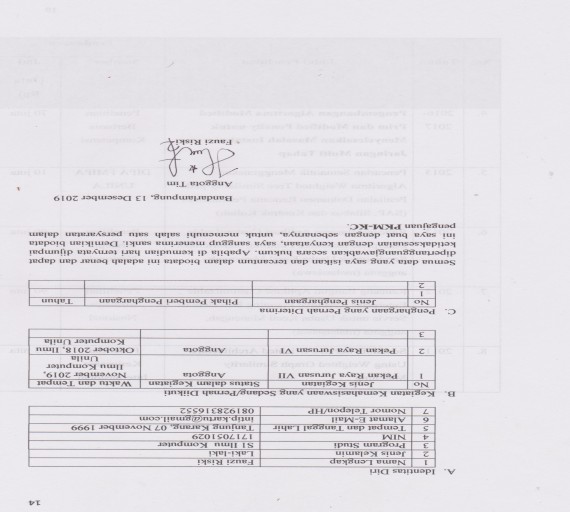 14
A. Identitas Diri
1 Nama Lengkap Fauzi Riski
2 Jenis Kelamin Laki-laki
3 Program Studi S1 Ilmu Komputer
4 NIM 1717051029
5 Tempat dan Tanggal Lahir Tanjung Karang, 07 November 1999
6 Alamat E-Mail intip.kartu@gmail.com
7 Nomor Telepon/HP 081928316552
B. Kegiatan Kemahasiswaan yang Sedang/Pernah Diikuti
No Jenis Kegiatan Status dalam Kegiatan Waktu dan Tempat
1 Pekan Raya Jurusan VII Anggota November 2019,
Ilmu Komputer
Unila
2 Pekan Raya Jurusan VI Anggota Oktober 2018, Ilmu
Komputer Unila
3
C. Penghargaan yang Pernah Diterima
No Jenis Penghargaan Pihak Pemberi Penghargaan Tahun
1
2
Semua data yang saya isikan dan tercantum dalam biodata ini adalah benar dan dapat
dipertanggungjawabkan secara hukum. Apabila di kemudian hari ternyata dijumpai
ketidaksesuaian dengan kenyataan, saya sanggup menerima sanksi. Demikian biodata
ini saya buat dengan sebenarnya, untuk memenuhi salah satu persyaratan dalam
pengajuan PKM-KC.
Bandarlampung, 13 Desember 2019
Anggota Tim
Fauzi Riski